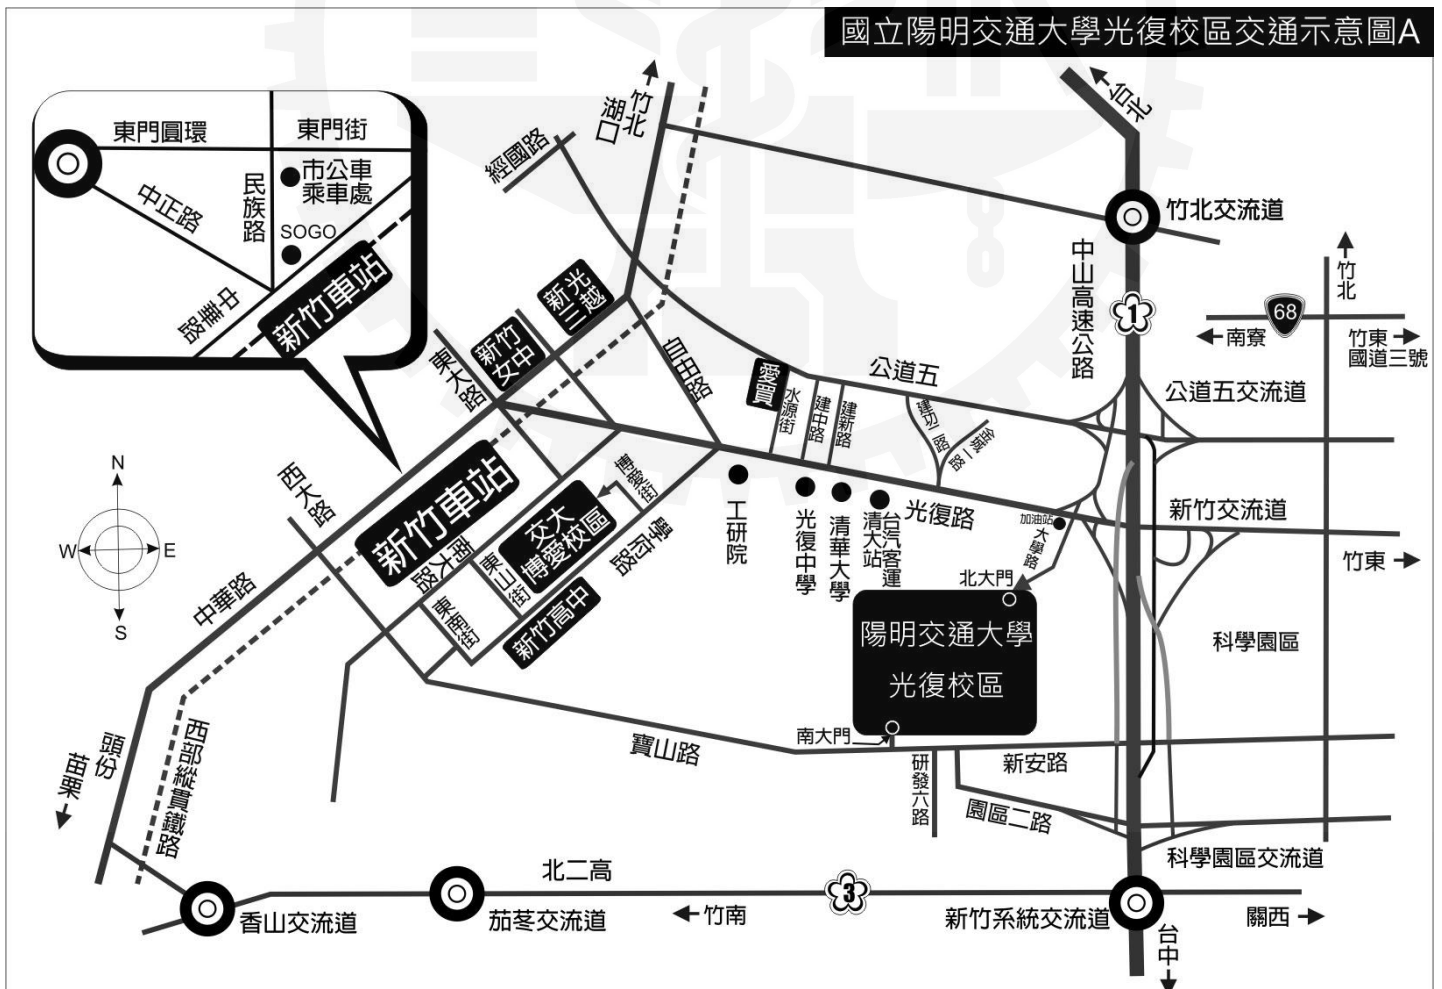 國立陽明交通大學光復校區交通示意圖A
東門圓環
東門街
市公車
乘車處
民族路
中正路
SOGO
中華路
新竹車站
竹北
湖口
經國路
台北
竹北交流道
中山高速公路
1
竹北
68
南寮
竹東
國道三號
新光
三越
新竹
女中
東大路
自由路
愛買
水源街
建中路
建新路
公道五
建功二路
金城一路
公道五交流道
N
W
E
S
西大路
新竹車站
博愛街
交大
博愛校區
學府路
南大路
東山街
東南街
新竹高中
中華路
工研院
光復中學
清華大學
台汽客運
清大站
光復路
加油站
大學路
新竹交流道
竹東
北大門
陽明交通大學
光復校區
南大門
科學園區
寶山路
研發六路
新安路
園區二路
科學園區交流道
頭份
苗栗
西部縱貫鐵路
北二高
3
香山交流道
茄苳交流道
竹南
新竹系統交流道
關西
台中